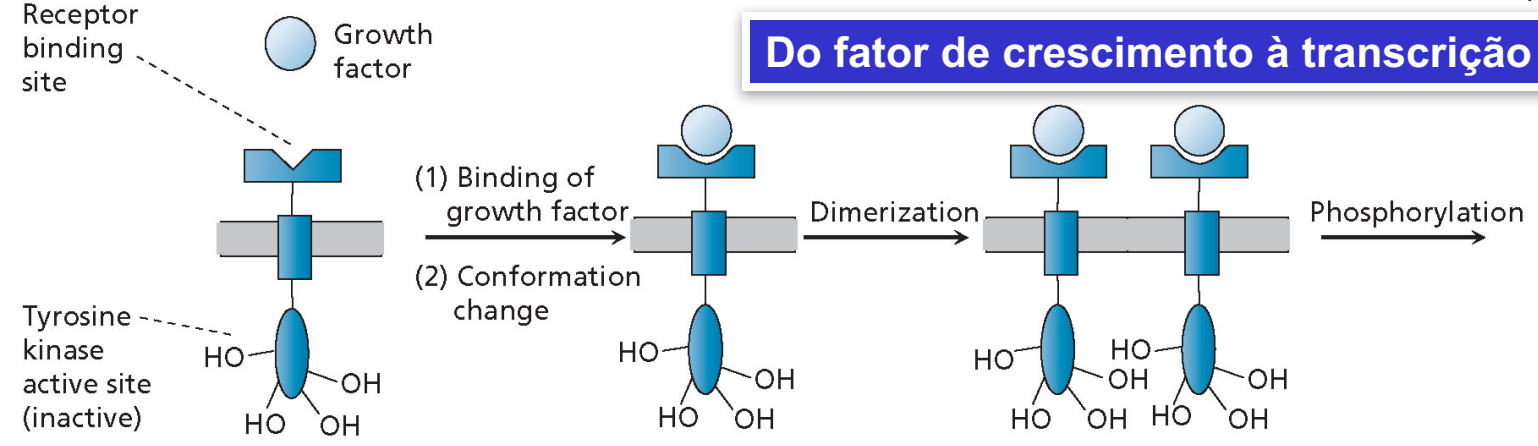 Receptor
binding
site
Growth
factor
Do fator de crescimento à transcrição
(1) Binding of
growth factor
(2) Conformation
change
Dimerization
Phosphorylation
Tyrosine
kinase
active site
(inactive)
HO
OH
HO
OH
HO
OH
HO
OH
HO
OH
HO
OH
HO
OH
HO
OH